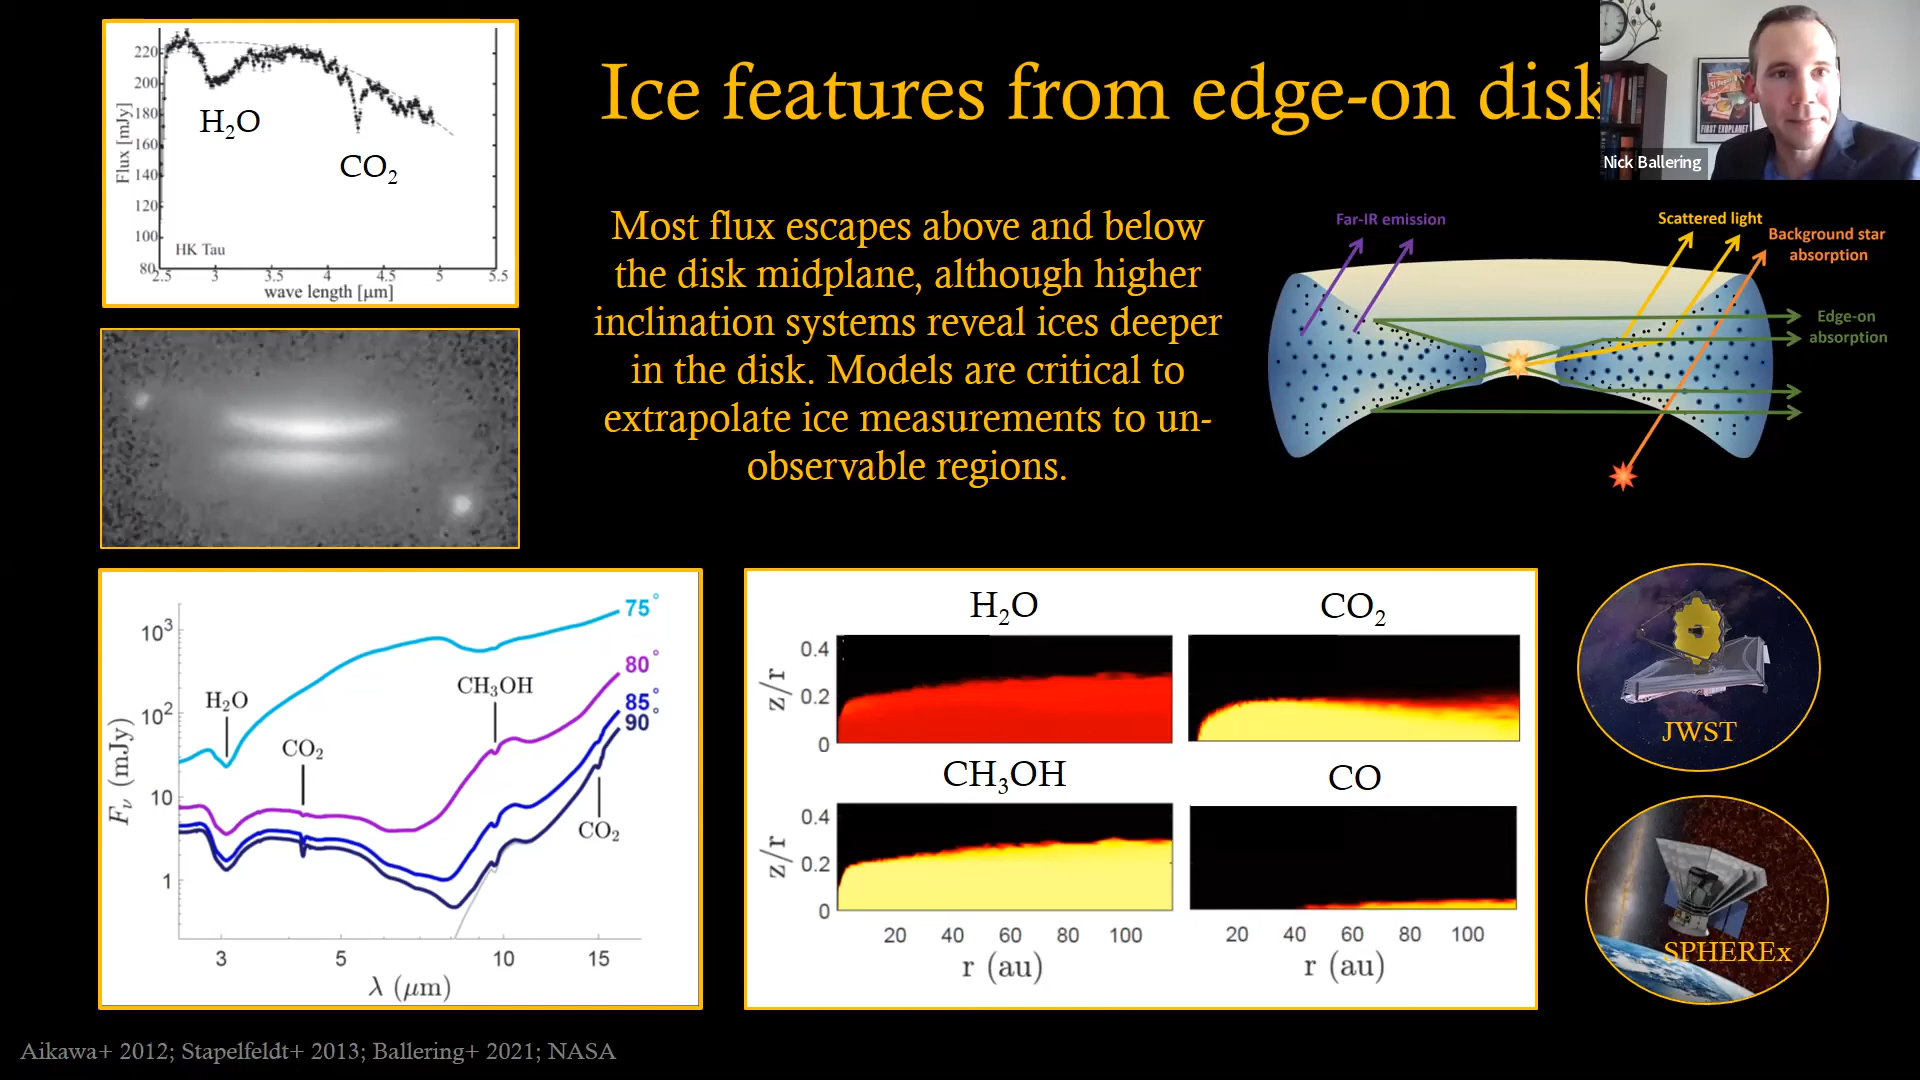 Ice features from edge-on disk
220
200
180
160
140
120
100
80
Flux [mJy]
H2O
CO2
HK Tau
2.5 3 3.5 4 4.5 5 5.5
wave length [µm]
FIRST EXOPLANET
Nick Ballering
Most flux escapes above and below
the disk midplane, although higher
inclination systems reveal ices deeper
in the disk. Models are critical to
extrapolate ice measurements to un-
observable regions.
Far-IR emission
Scattered light
Background star
absorption
Edge-on
absorption
75°
80°
85°
90°
10³
10²
10
1
Fν (mJy)
H2O
CO2
CH3OH
CO2
3 5 10 15
λ (µm)
H2O
CO2
0.4
0.2
0
z/r
CH3OH
CO
0.4
0.2
0
z/r
20 40 60 80 100
r (au)
20 40 60 80 100
r (au)
JWST
SPHEREx
Aikawa+ 2012; Stapelfeldt+ 2013; Ballering+ 2021; NASA